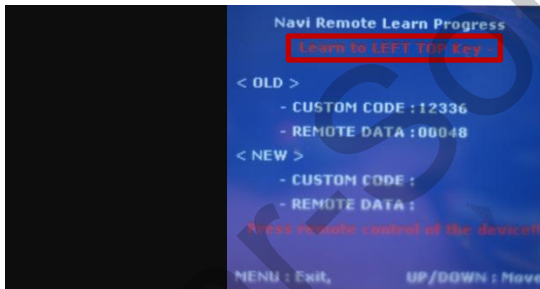 Navi Remote Learn Progress
Learn to LEFT TOP Key -
< OLD >
- CUSTOM CODE :12336
- REMOTE DATA :00048
< NEW >
- CUSTOM CODE :
- REMOTE DATA :
Press remote control of the device!!
MENU : Exit, UP/DOWN : Move